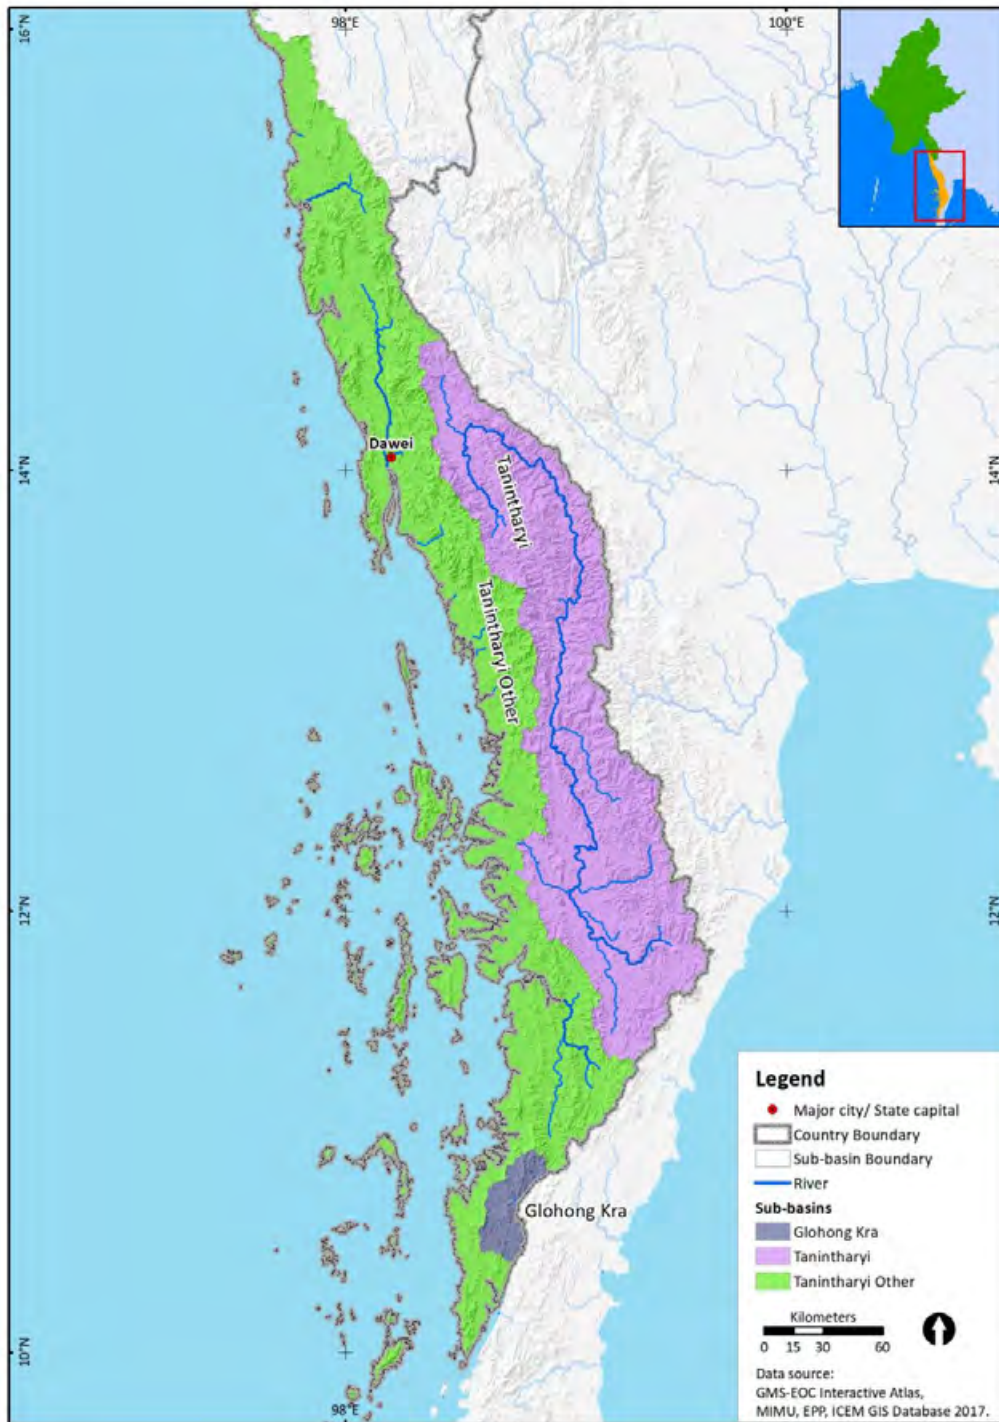 98°E
100°E
16°N
Dawei
14°N
14°N
Tanintharyi
Tanintharyi Other
12°N
12°N
Glohong Kra
10°N
98°E
Legend
Major city/ State capital
Country Boundary
Sub-basin Boundary
River
Sub-basins
Glohong Kra
Tanintharyi
Tanintharyi Other
Kilometers
0 15 30 60
Data source:
GMS-EOC Interactive Atlas,
MIMU, EPP, ICEM GIS Database 2017.